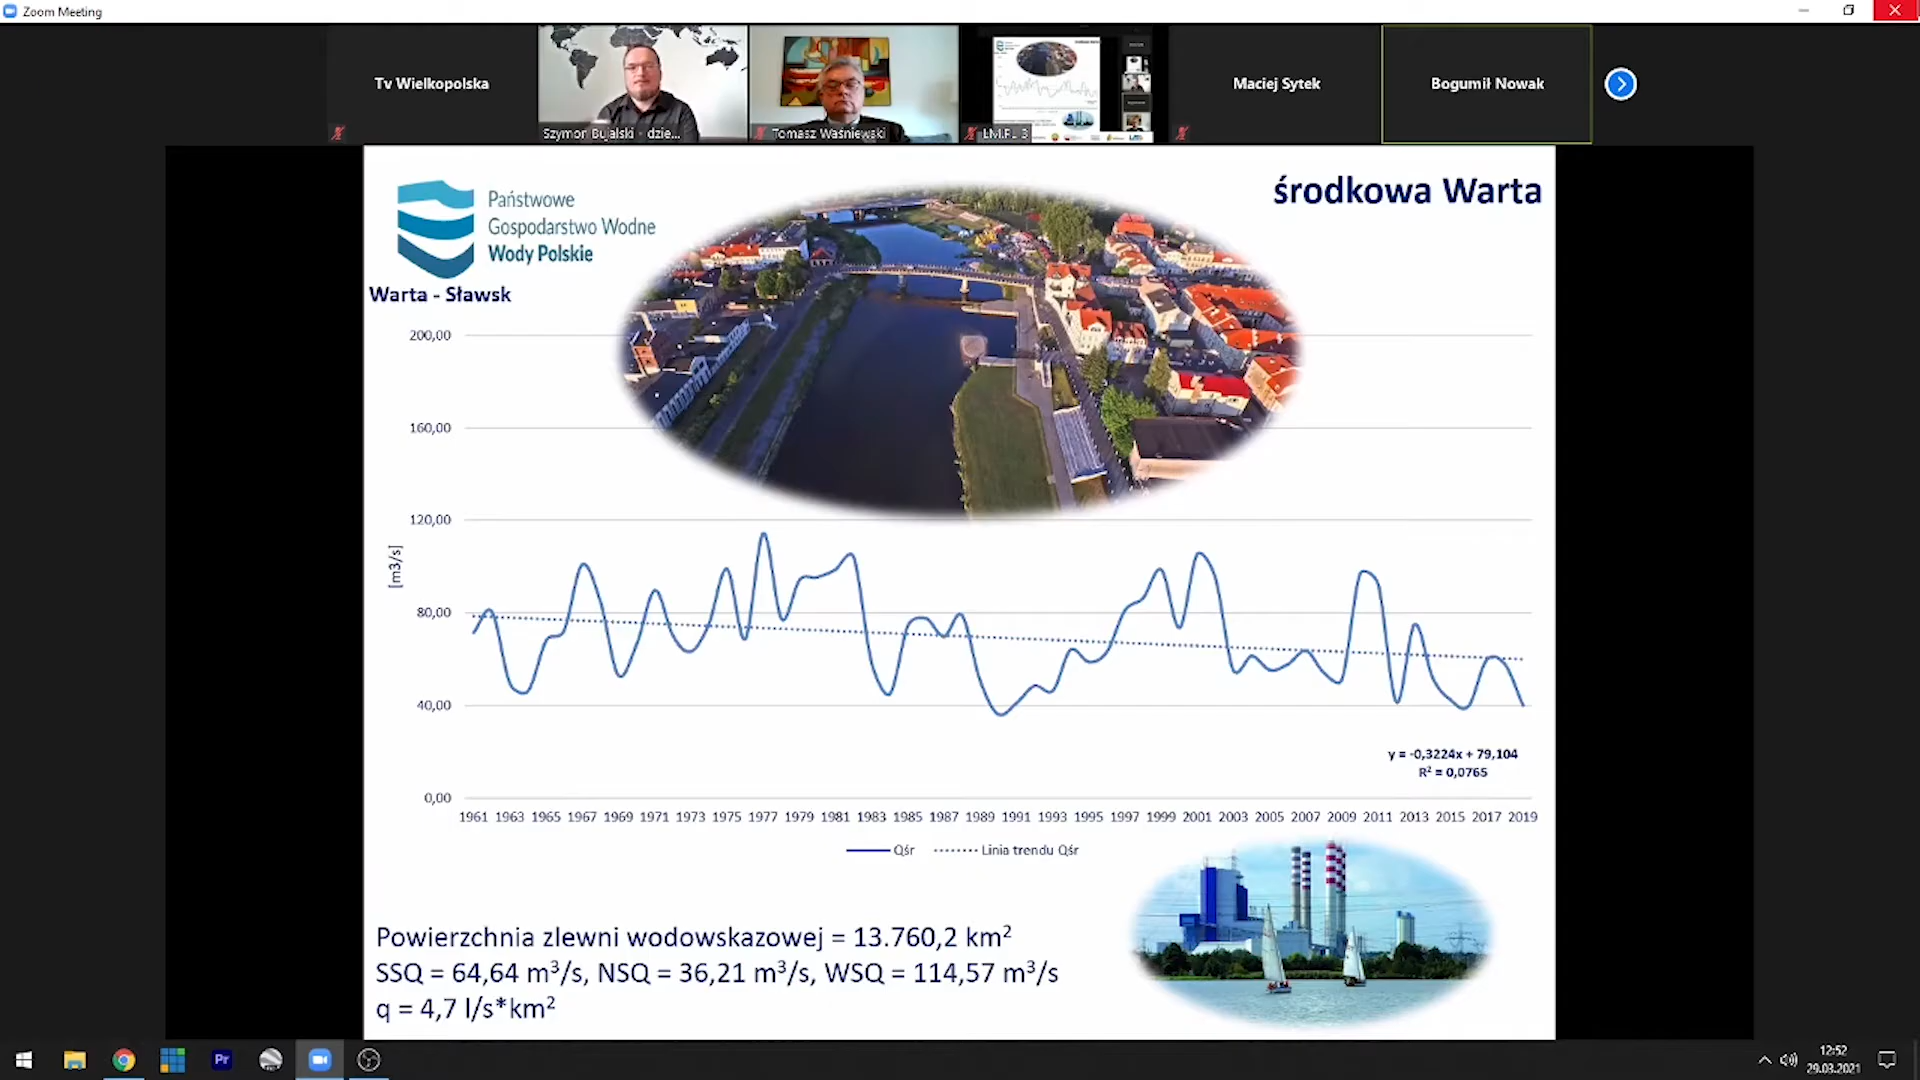 Zoom Meeting
Tv Wielkopolska
Szymon Bujalski - dzie...
Tomasz Waśniewski
LM.PL 3
Maciej Sytek
Bogumił Nowak
Państwowe
Gospodarstwo Wodne
Wody Polskie
środkowa Warta
Warta - Sławsk
200,00
160,00
120,00
[m3/s]
80,00
40,00
0,00
y = -0,3224x + 79,104
R² = 0,0765
1961 1963 1965 1967 1969 1971 1973 1975 1977 1979 1981 1983 1985 1987 1989 1991 1993 1995 1997 1999 2001 2003 2005 2007 2009 2011 2013 2015 2017 2019
Qśr Linia trendu Qśr
Powierzchnia zlewni wodowskazowej = 13.760,2 km²
SSQ = 64,64 m³/s, NSQ = 36,21 m³/s, WSQ = 114,57 m³/s
q = 4,7 l/s*km²
Pr
12:52
29.03.2021